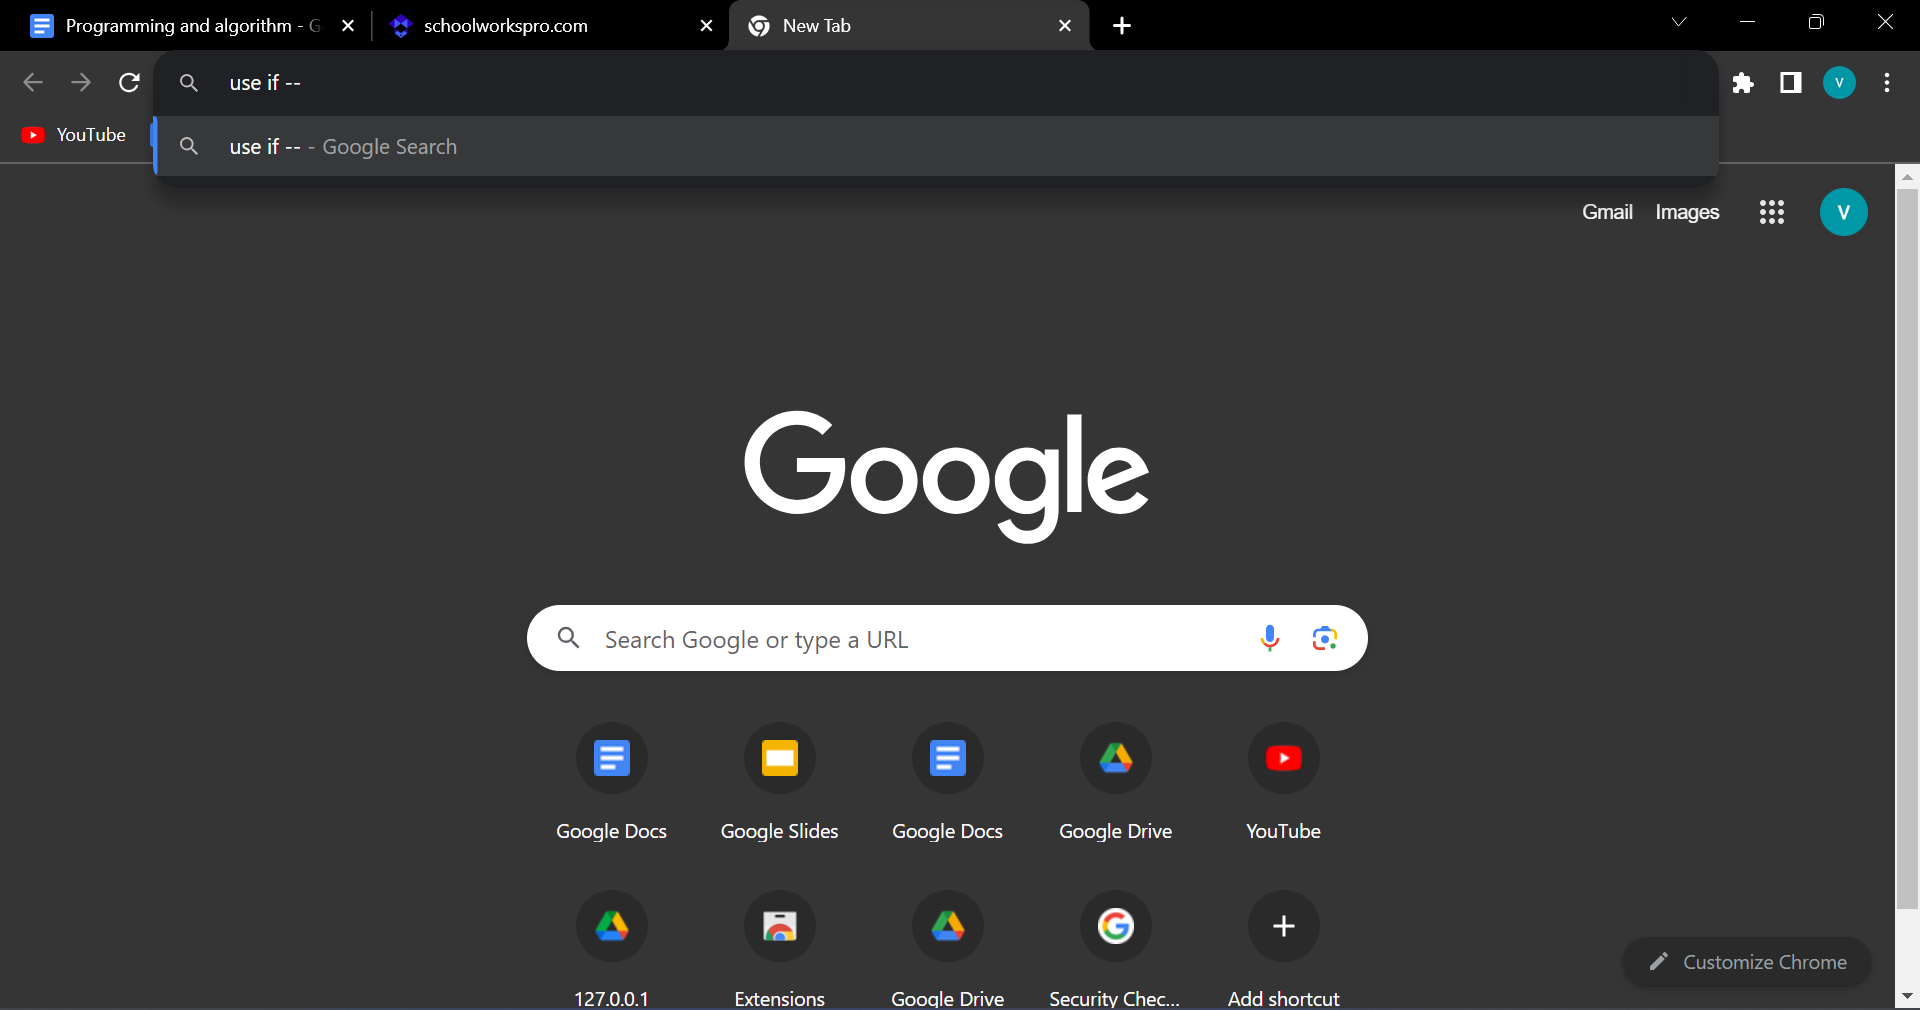 Programming and algorithm - G
schoolworkspro.com
New Tab
use if --
V
YouTube
use if -- - Google Search
Gmail
Images
V
Google
Search Google or type a URL
Google Docs
Google Slides
Google Docs
Google Drive
YouTube
127.0.0.1
Extensions
Google Drive
Security Chec...
Add shortcut
Customize Chrome